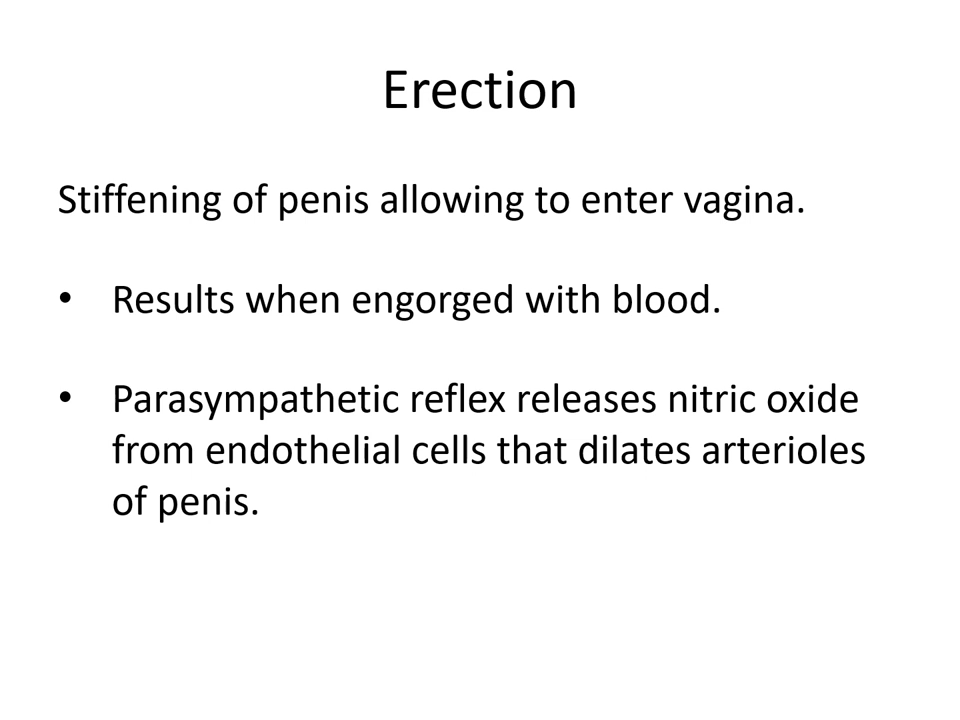 Erection
Stiffening of penis allowing to enter vagina.
• Results when engorged with blood.
• Parasympathetic reflex releases nitric oxide
from endothelial cells that dilates arterioles
of penis.